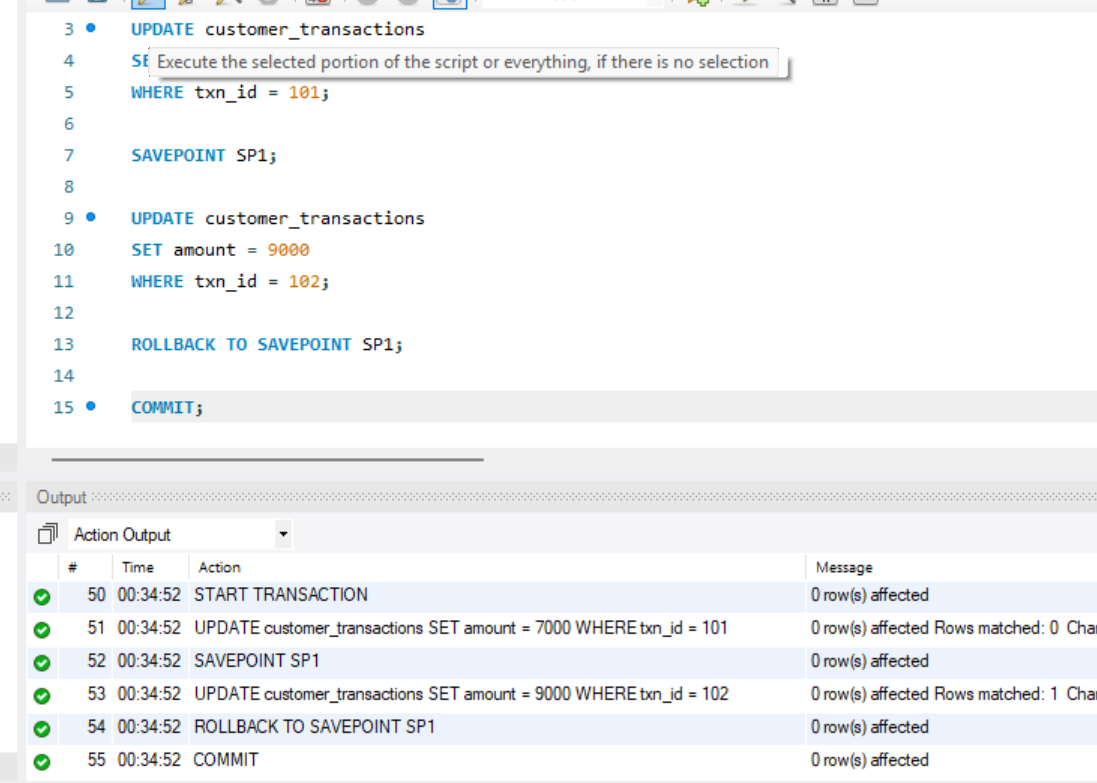 3 UPDATE customer_transactions
4 SE Execute the selected portion of the script or everything, if there is no selection
5 WHERE txn_id = 101;
6
7 SAVEPOINT SP1;
8
9 UPDATE customer_transactions
10 SET amount = 9000
11 WHERE txn_id = 102;
12
13 ROLLBACK TO SAVEPOINT SP1;
14
15 COMMIT;
Output
Action Output
# Time Action Message
50 00:34:52 START TRANSACTION 0 row(s) affected
51 00:34:52 UPDATE customer_transactions SET amount = 7000 WHERE txn_id = 101 0 row(s) affected Rows matched: 0 Cha
52 00:34:52 SAVEPOINT SP1 0 row(s) affected
53 00:34:52 UPDATE customer_transactions SET amount = 9000 WHERE txn_id = 102 0 row(s) affected Rows matched: 1 Cha
54 00:34:52 ROLLBACK TO SAVEPOINT SP1 0 row(s) affected
55 00:34:52 COMMIT 0 row(s) affected